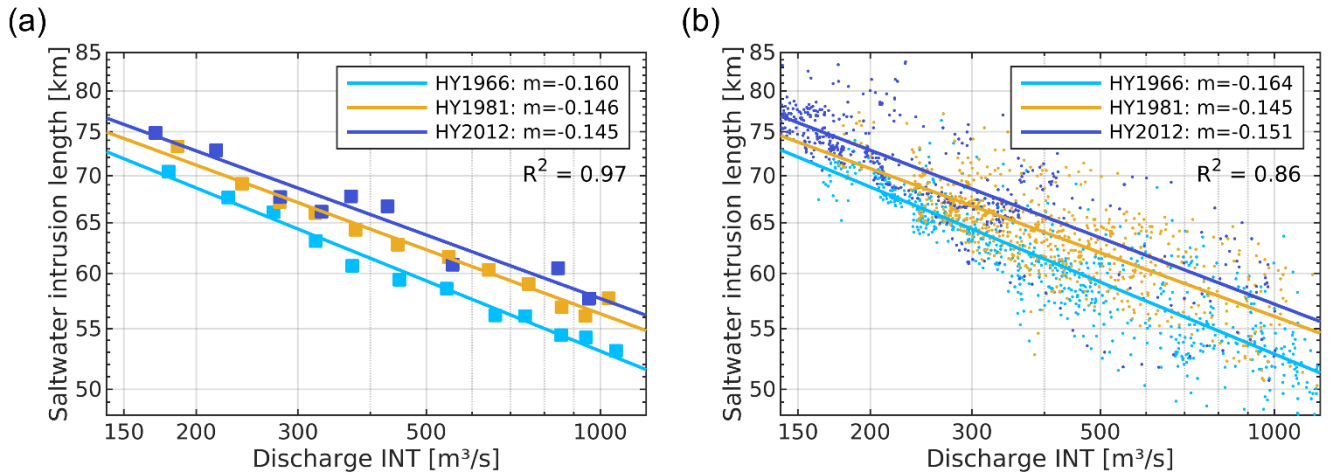 (a)
85
80
75
70
65
60
55
50
Saltwater intrusion length [km]
HY1966: m=-0.160
HY1981: m=-0.146
HY2012: m=-0.145
R² = 0.97
150 200 300 500 1000
Discharge INT [m³/s]
(b)
85
80
75
70
65
60
55
50
Saltwater intrusion length [km]
HY1966: m=-0.164
HY1981: m=-0.145
HY2012: m=-0.151
R² = 0.86
150 200 300 500 1000
Discharge INT [m³/s]